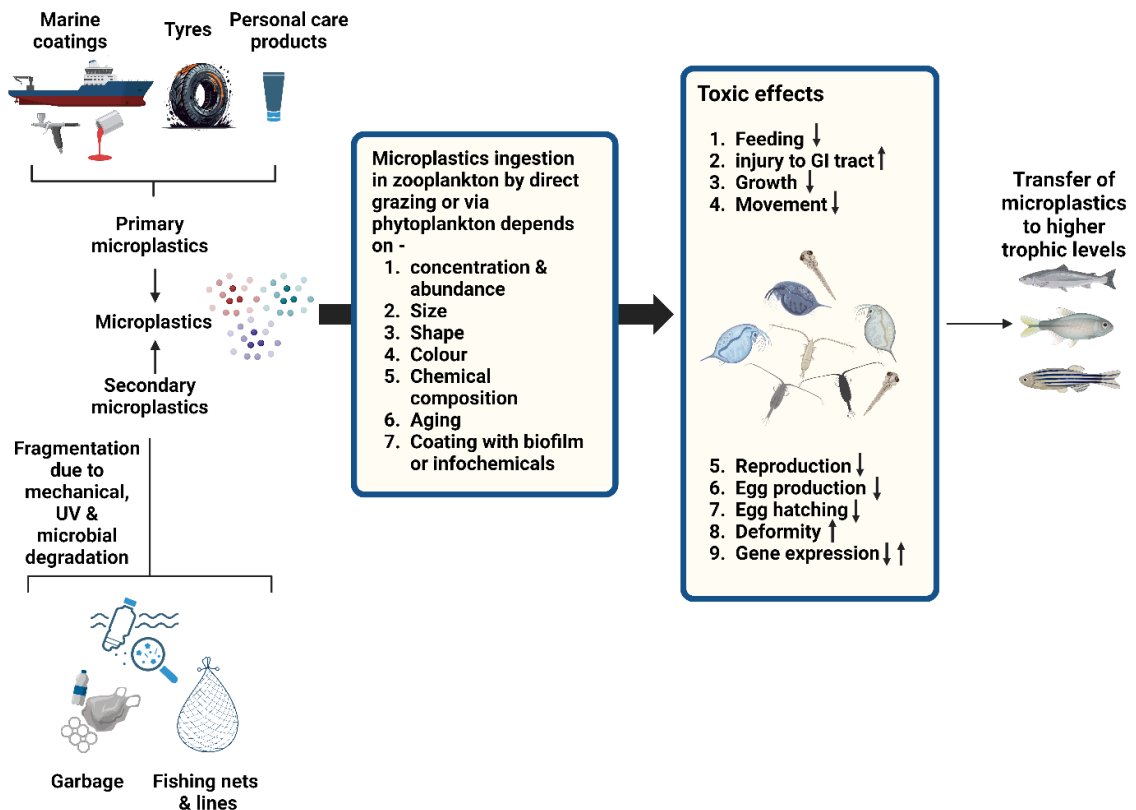 Marine
coatings
Tyres
Personal care
products
Primary
microplastics
Microplastics
Secondary
microplastics
Fragmentation
due to
mechanical,
UV &
microbial
degradation
Garbage
Fishing nets
& lines
Microplastics ingestion
in zooplankton by direct
grazing or via
phytoplankton depends
on -
1. concentration &
abundance
2. Size
3. Shape
4. Colour
5. Chemical
composition
6. Aging
7. Coating with biofilm
or infochemicals
Toxic effects
1. Feeding ↓
2. injury to GI tract ↑
3. Growth ↓
4. Movement ↓
5. Reproduction ↓
6. Egg production ↓
7. Egg hatching ↓
8. Deformity ↑
9. Gene expression ↓ ↑
Transfer of
microplastics
to higher
trophic levels